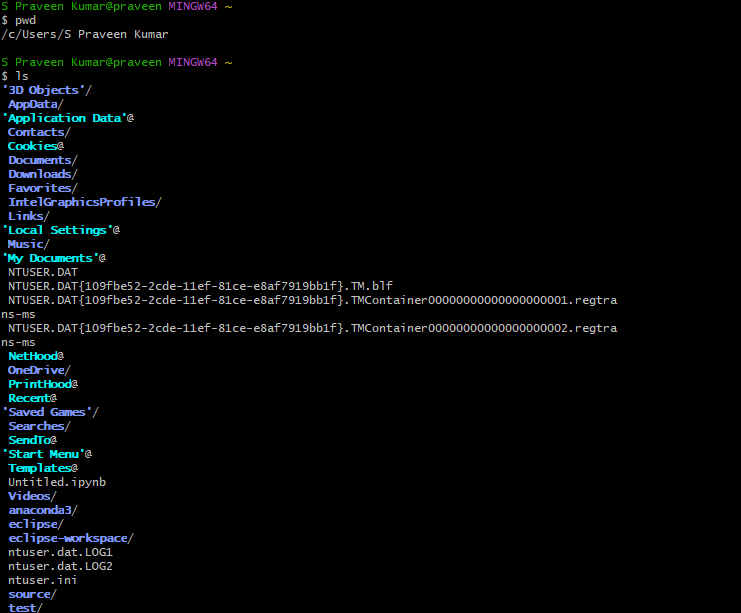 S Praveen Kumar@praveen MINGW64 ~
$ pwd
/c/Users/S Praveen Kumar
S Praveen Kumar@praveen MINGW64 ~
$ ls
'3D Objects'/
AppData/
'Application Data'@
Contacts/
Cookies@
Documents/
Downloads/
Favorites/
IntelGraphicsProfiles/
Links/
'Local Settings'@
Music/
'My Documents'@
NTUSER.DAT
NTUSER.DAT{109fbe52-2cde-11ef-81ce-e8af7919bb1f}.TM.blf
NTUSER.DAT{109fbe52-2cde-11ef-81ce-e8af7919bb1f}.TMContainer00000000000000000001.regtra
ns-ms
NTUSER.DAT{109fbe52-2cde-11ef-81ce-e8af7919bb1f}.TMContainer00000000000000000002.regtra
ns-ms
NetHood@
OneDrive/
PrintHood@
Recent@
'Saved Games'/
Searches/
SendTo@
'Start Menu'@
Templates@
Untitled.ipynb
Videos/
anaconda3/
eclipse/
eclipse-workspace/
ntuser.dat.LOG1
ntuser.dat.LOG2
ntuser.ini
source/
test/